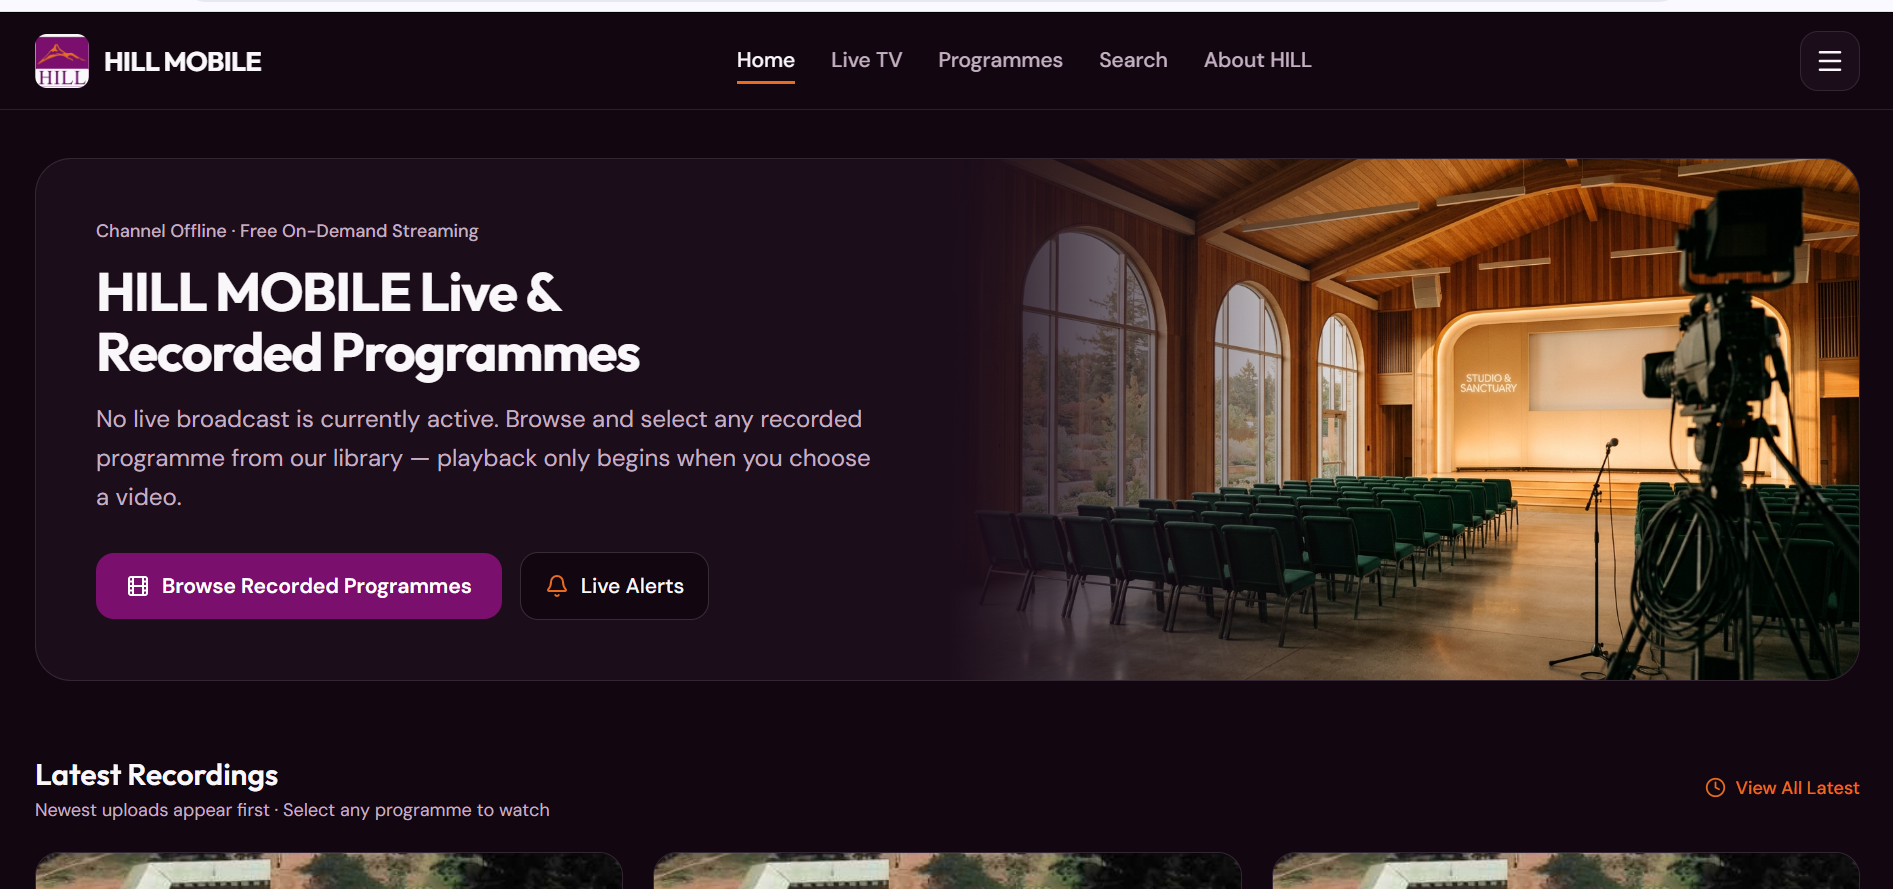 HILL
HILL MOBILE
Home
Live TV
Programmes
Search
About HILL
Channel Offline · Free On-Demand Streaming
HILL MOBILE Live &
Recorded Programmes
No live broadcast is currently active. Browse and select any recorded
programme from our library — playback only begins when you choose
a video.
Browse Recorded Programmes
Live Alerts
STUDIO &
SANCTUARY
Latest Recordings
Newest uploads appear first · Select any programme to watch
View All Latest